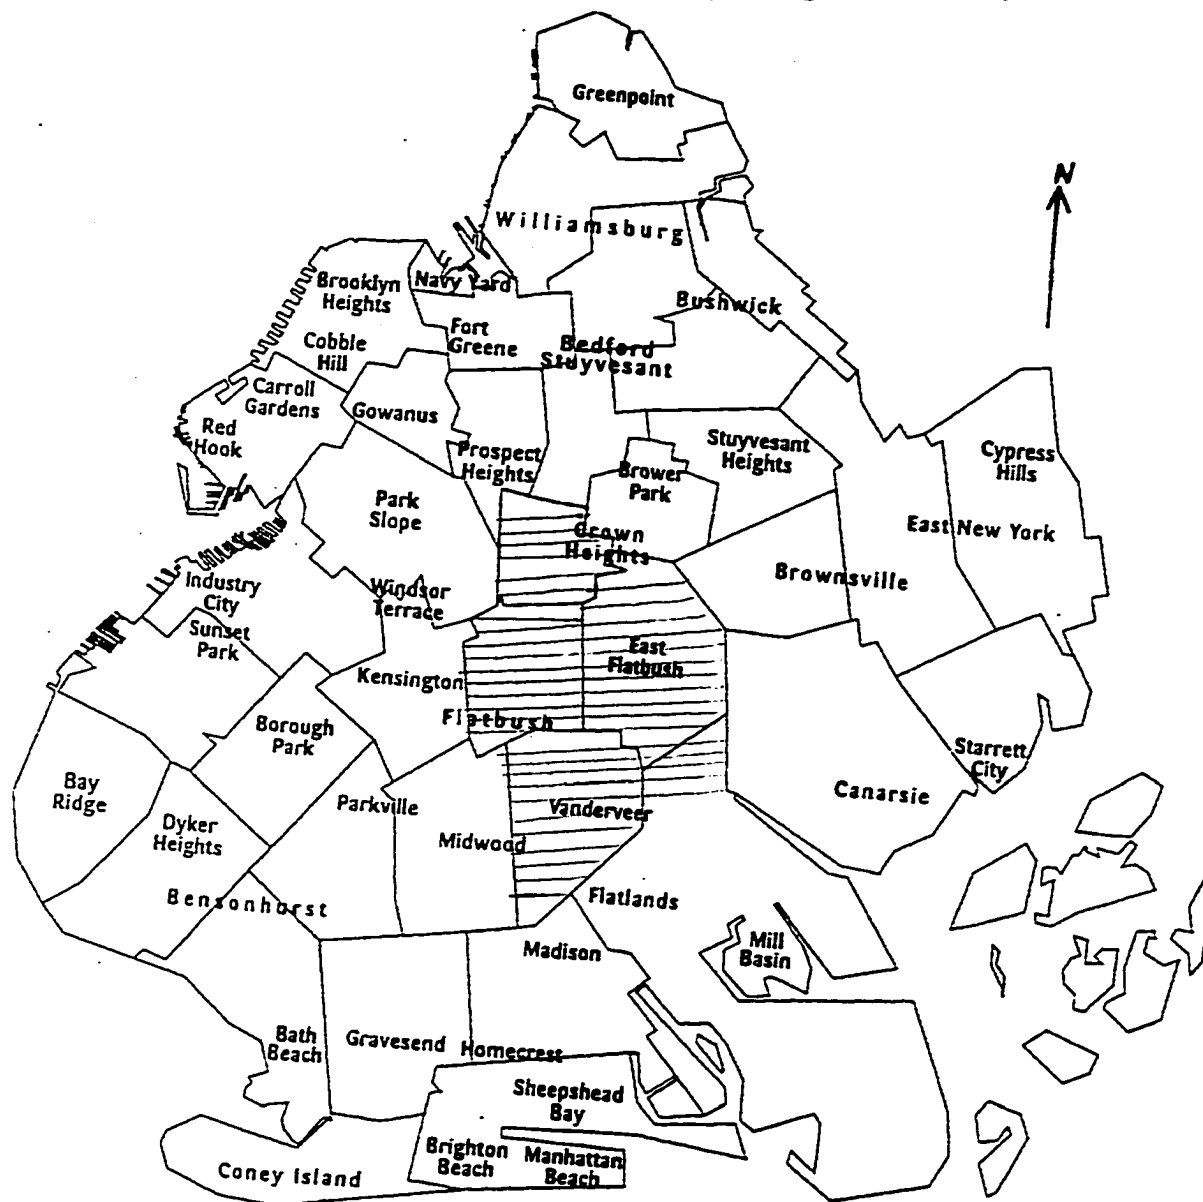 Greenpoint
N
Williamsburg
Brooklyn
Heights
Navy Yard
Bushwick
Fort
Greene
Cobble
Hill
Bedford
Stuyvesant
Carroll
Gardens
Gowanus
Red
Hook
Prospect
Heights
Stuyvesant
Heights
Brower
Park
Cypress
Hills
Park
Slope
Crown
Heights
East New York
Industry
City
Windsor
Terrace
Brownsville
Sunset
Park
East
Flatbush
Kensington
Flatbush
Borough
Park
Starrett
City
Bay
Ridge
Parkville
Vanderveer
Canarsie
Dyker
Heights
Midwood
Bensonhurst
Flatlands
Madison
Mill
Basin
Bath
Beach
Gravesend
Homecrest
Sheepshead
Bay
Brighton
Beach
Manhattan
Beach
Coney Island